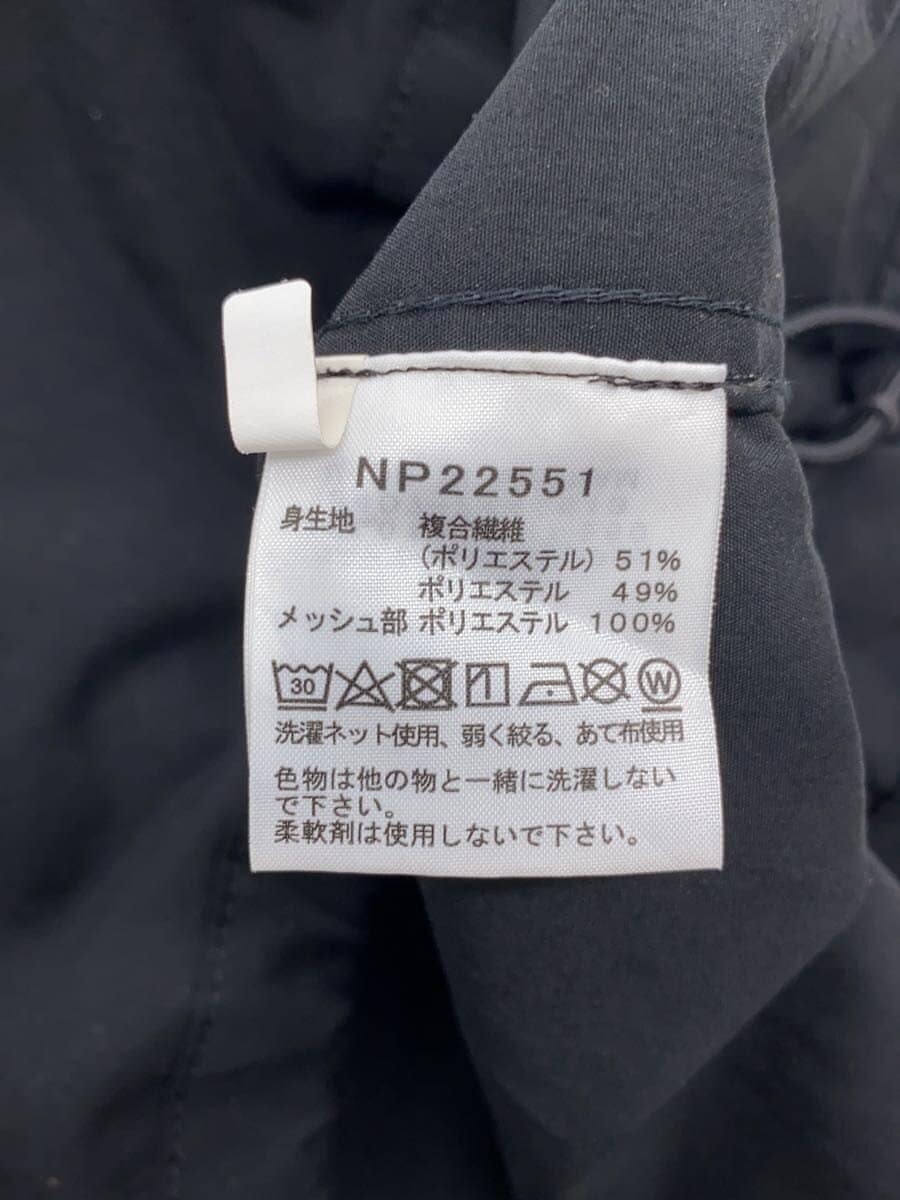 NP22551
身生地 複合繊維
(ポリエステル) 51%
ポリエステル 49%
メッシュ部 ポリエステル 100%
30 W
洗濯ネット使用、弱く絞る、あて布使用
色物は他の物と一緒に洗濯しない
で下さい。
柔軟剤は使用しないで下さい。